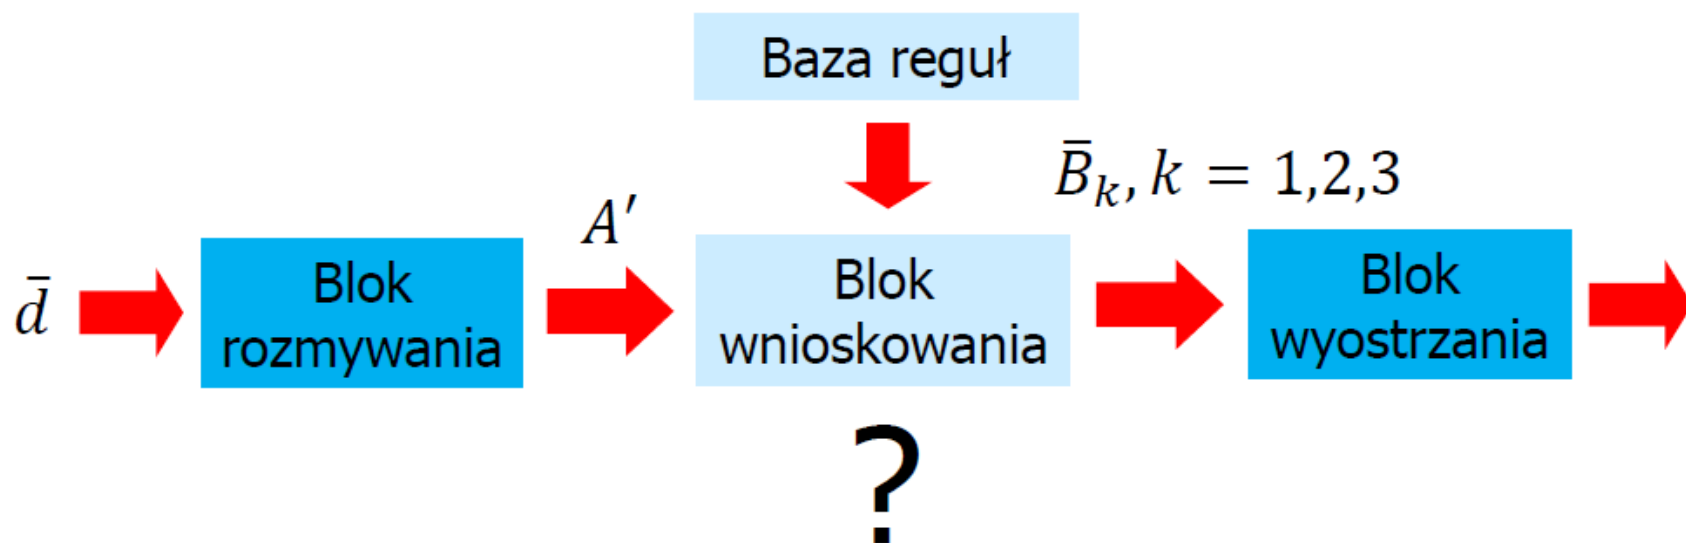 Baza reguł
B̄ₖ, k = 1,2,3
A′
d̄
Blok
rozmywania
Blok
wnioskowania
Blok
wyostrzania
?